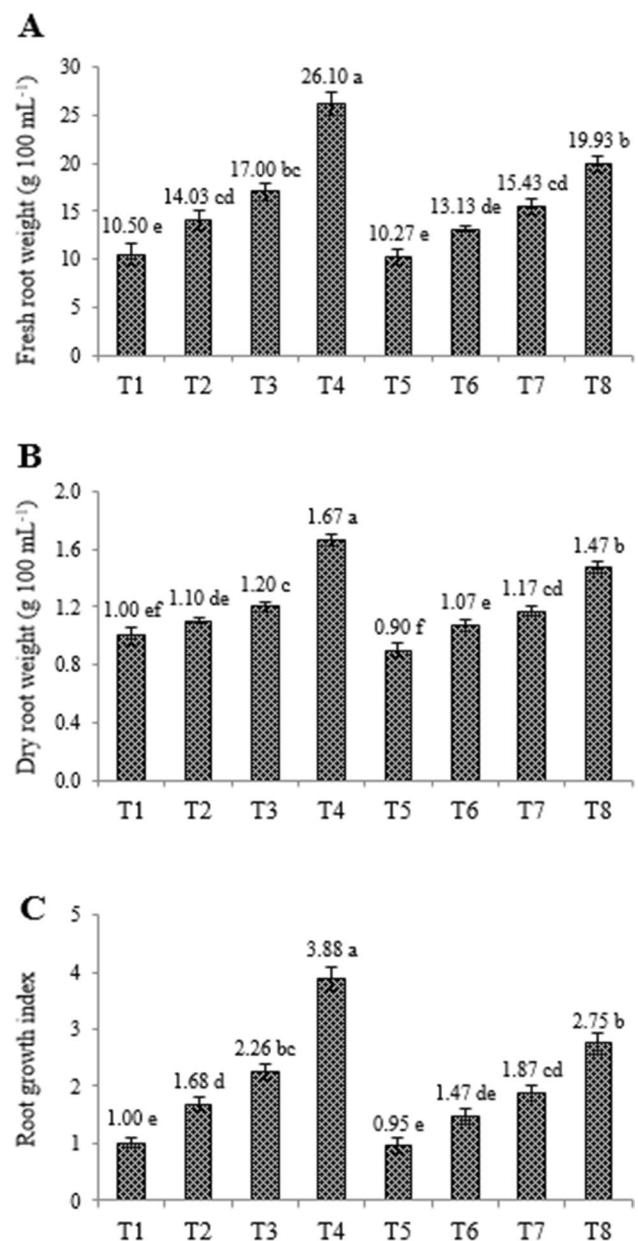 A
Fresh root weight (g 100 mL⁻¹)
30
25
20
15
10
5
0
10.50 e
14.03 cd
17.00 bc
26.10 a
10.27 e
13.13 de
15.43 cd
19.93 b
T1 T2 T3 T4 T5 T6 T7 T8
B
Dry root weight (g 100 mL⁻¹)
2.0
1.6
1.2
0.8
0.4
0.0
1.00 ef
1.10 de
1.20 c
1.67 a
0.90 f
1.07 e
1.17 cd
1.47 b
T1 T2 T3 T4 T5 T6 T7 T8
C
Root growth index
5
4
3
2
1
0
1.00 e
1.68 d
2.26 bc
3.88 a
0.95 e
1.47 de
1.87 cd
2.75 b
T1 T2 T3 T4 T5 T6 T7 T8